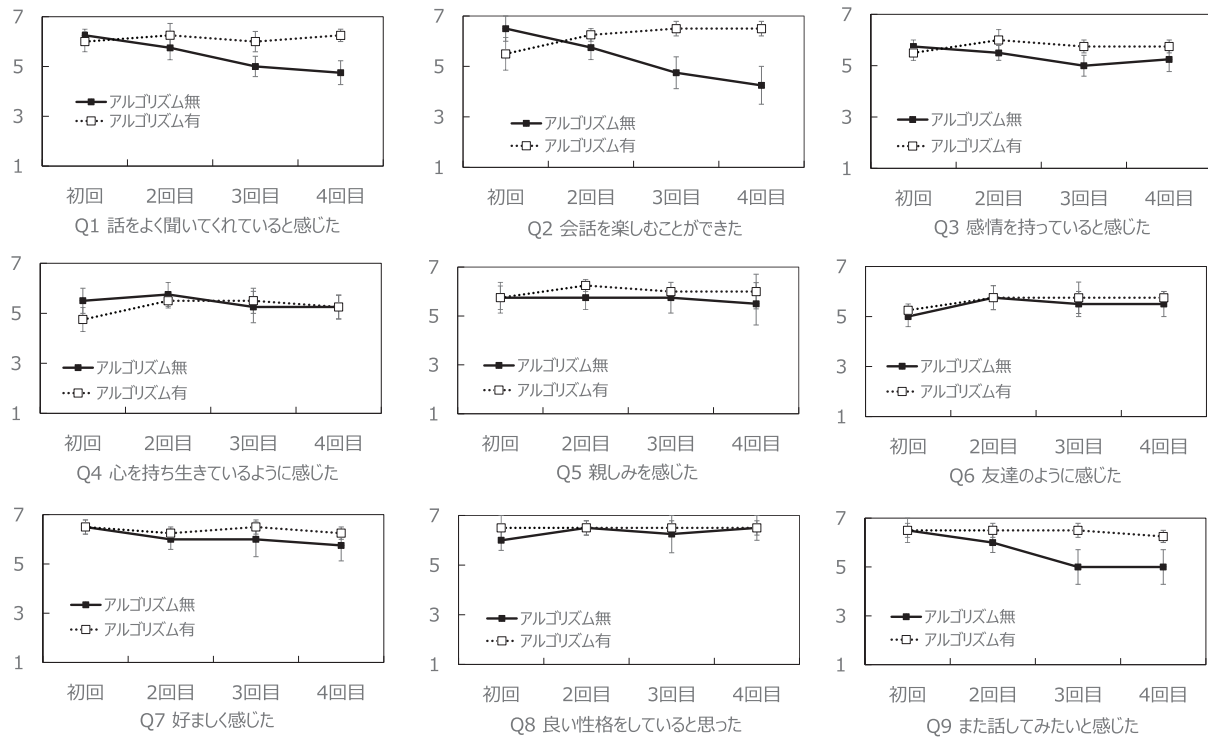 7
5
3
1
アルゴリズム無
アルゴリズム有
初回 2回目 3回目 4回目
Q1 話をよく聞いてくれていると感じた
7
5
3
1
アルゴリズム無
アルゴリズム有
初回 2回目 3回目 4回目
Q2 会話を楽しむことができた
7
5
3
1
アルゴリズム無
アルゴリズム有
初回 2回目 3回目 4回目
Q3 感情を持っていると感じた
7
5
3
1
アルゴリズム無
アルゴリズム有
初回 2回目 3回目 4回目
Q4 心を持ち生きているように感じた
7
5
3
1
アルゴリズム無
アルゴリズム有
初回 2回目 3回目 4回目
Q5 親しみを感じた
7
5
3
1
アルゴリズム無
アルゴリズム有
初回 2回目 3回目 4回目
Q6 友達のように感じた
7
5
3
1
アルゴリズム無
アルゴリズム有
初回 2回目 3回目 4回目
Q7 好ましく感じた
7
5
3
1
アルゴリズム無
アルゴリズム有
初回 2回目 3回目 4回目
Q8 良い性格をしていると思った
7
5
3
1
アルゴリズム無
アルゴリズム有
初回 2回目 3回目 4回目
Q9 また話してみたいと感じた